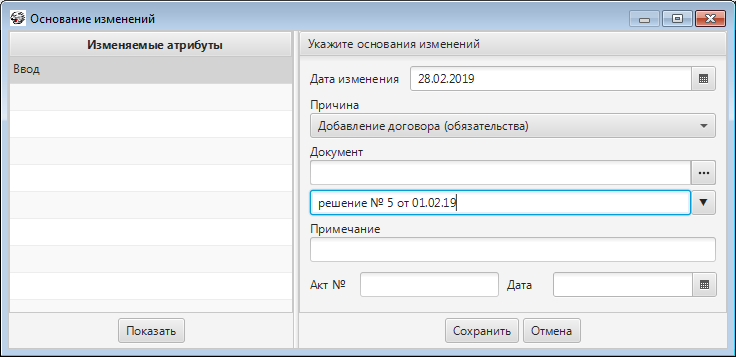 Основание изменений
Изменяемые атрибуты
Ввод
Показать
Укажите основания изменений
Дата изменения 28.02.2019
Причина
Добавление договора (обязательства)
Документ
...
решение № 5 от 01.02.19
Примечание
Акт № Дата
Сохранить Отмена